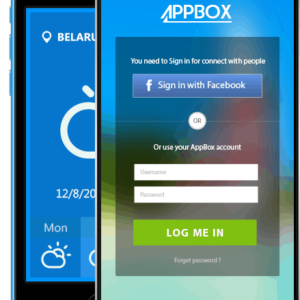 APPBOX
BELARU
You need to Sign in for connect with people
f Sign in with Facebook
OR
Or use your AppBox account
Username
Password
12/8/20
LOG ME IN
Mon
Forget password ?